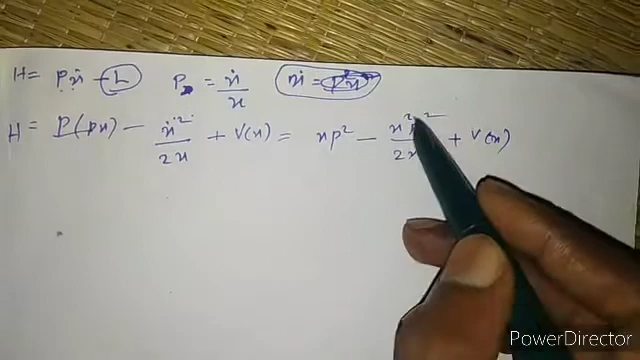 H = pẋ - L P = ẋ/x ẋ = px
H = P(px) - ẋ²/2x + V(x) = xp² - x²p²/2x + V(x)
PowerDirector